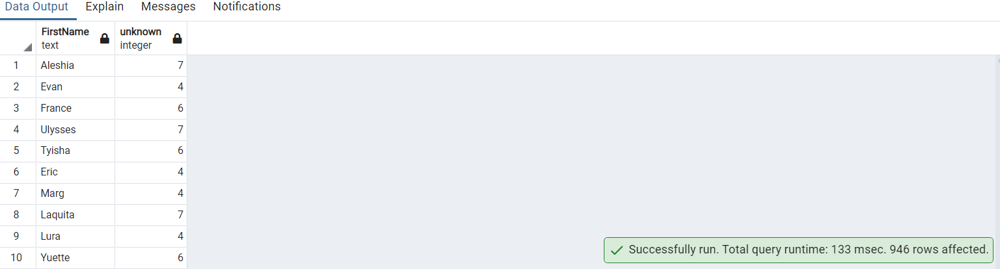 Data Output Explain Messages Notifications
FirstName unknown
text integer
1 Aleshia 7
2 Evan 4
3 France 6
4 Ulysses 7
5 Tyisha 6
6 Eric 4
7 Marg 4
8 Laquita 7
9 Lura 4
10 Yuette 6
Successfully run. Total query runtime: 133 msec. 946 rows affected.